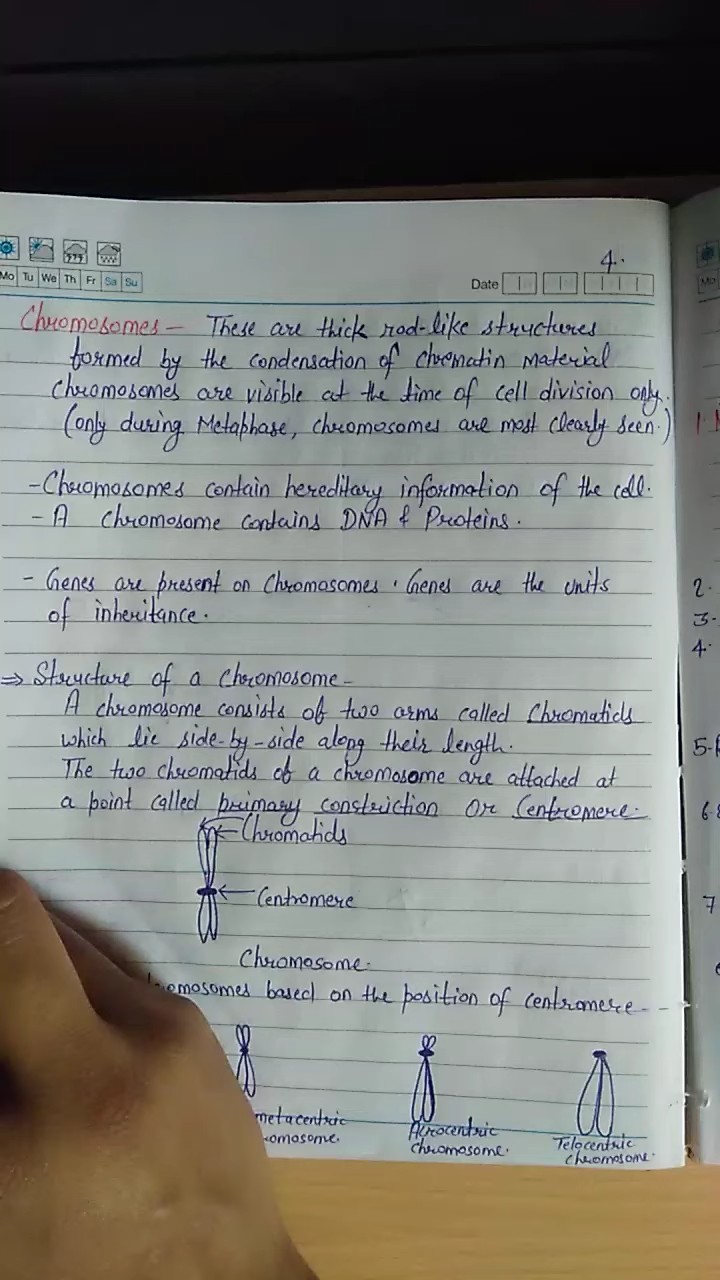 4.
Mo Tu We Th Fr Sa Su
Date
Chromosomes - These are thick rod-like structures
formed by the condensation of chromatin material
chromosomes are visible at the time of cell division only.
(only during Metaphase, chromosomes are most clearly seen.)
- Chromosomes contain hereditary information of the cell.
- A chromosome contains DNA & Proteins.
- Genes are present on chromosomes. Genes are the units
of inheritance.
⇒ Structure of a chromosome -
A chromosome consists of two arms called Chromatids
which lie side-by-side along their length.
The two chromatids of a chromosome are attached at
a point called primary constriction or Centromere.
Chromatids
Centromere
Chromosome.
based on the position of centromere - -
Acrocentric
chromosome.
Telocentric
chromosome.
2.
3.
4.
7